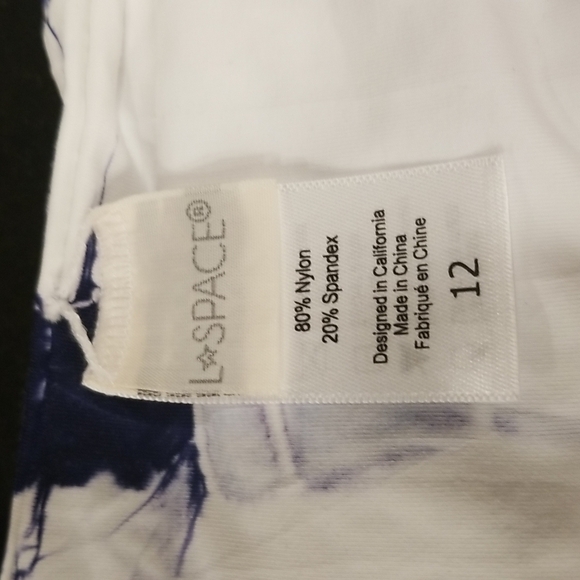 L☆SPACE®
80% Nylon
20% Spandex
Designed in California
Made in China
Fabriqué en Chine
12